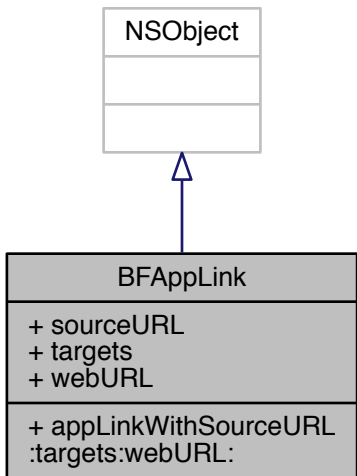 NSObject
BFAppLink
+ sourceURL
+ targets
+ webURL
+ appLinkWithSourceURL
:targets:webURL: